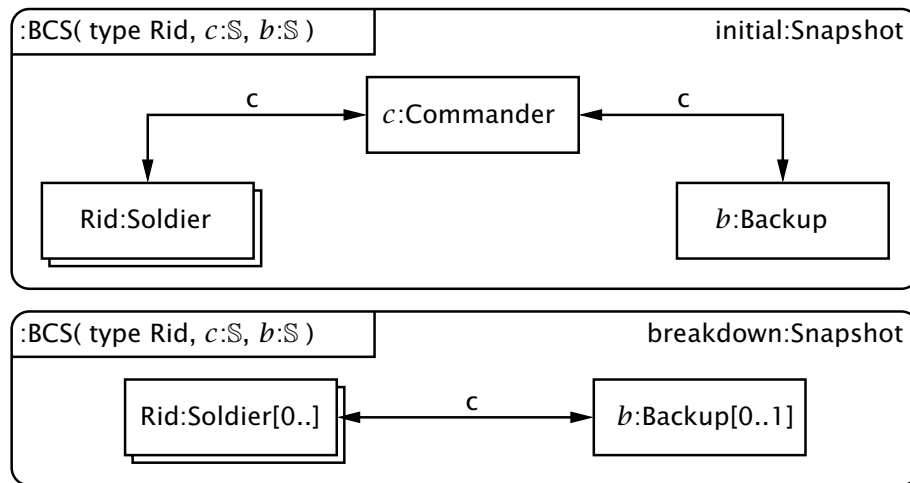 :BCS( type Rid, c:𝕊, b:𝕊 ) initial:Snapshot
c c
c:Commander
Rid:Soldier b:Backup
:BCS( type Rid, c:𝕊, b:𝕊 ) breakdown:Snapshot
c
Rid:Soldier[0..] b:Backup[0..1]